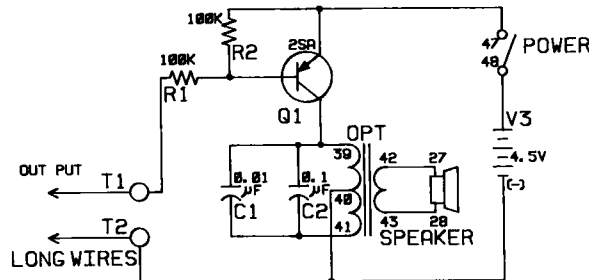 100K
R2
2SA
47
POWER
100K
48
R1
Q1
V3
OPT
39
42
27
4.5V
OUT PUT
T1
0.01
µF
0.1
µF
40
(-)
C1
C2
T2
41
43
28
SPEAKER
LONG WIRES